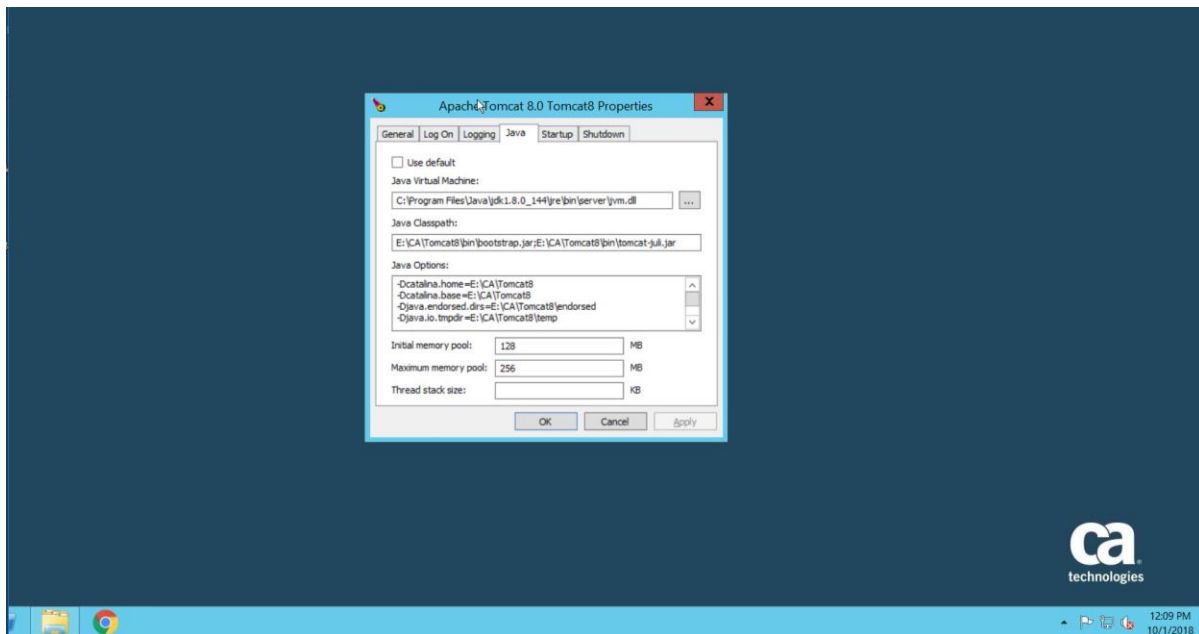 Apache Tomcat 8.0 Tomcat8 Properties
General Log On Logging Java Startup Shutdown
Use default
Java Virtual Machine:
C:\Program Files\Java\jdk1.8.0_144\jre\bin\server\jvm.dll ...
Java Classpath:
E:\CA\Tomcat8\bin\bootstrap.jar;E:\CA\Tomcat8\bin\tomcat-juli.jar
Java Options:
-Dcatalina.home=E:\CA\Tomcat8
-Dcatalina.base=E:\CA\Tomcat8
-Djava.endorsed.dirs=E:\CA\Tomcat8\endorsed
-Djava.io.tmpdir=E:\CA\Tomcat8\temp
Initial memory pool: 128 MB
Maximum memory pool: 256 MB
Thread stack size: KB
OK Cancel Apply
ca
technologies
12:09 PM
10/1/2018